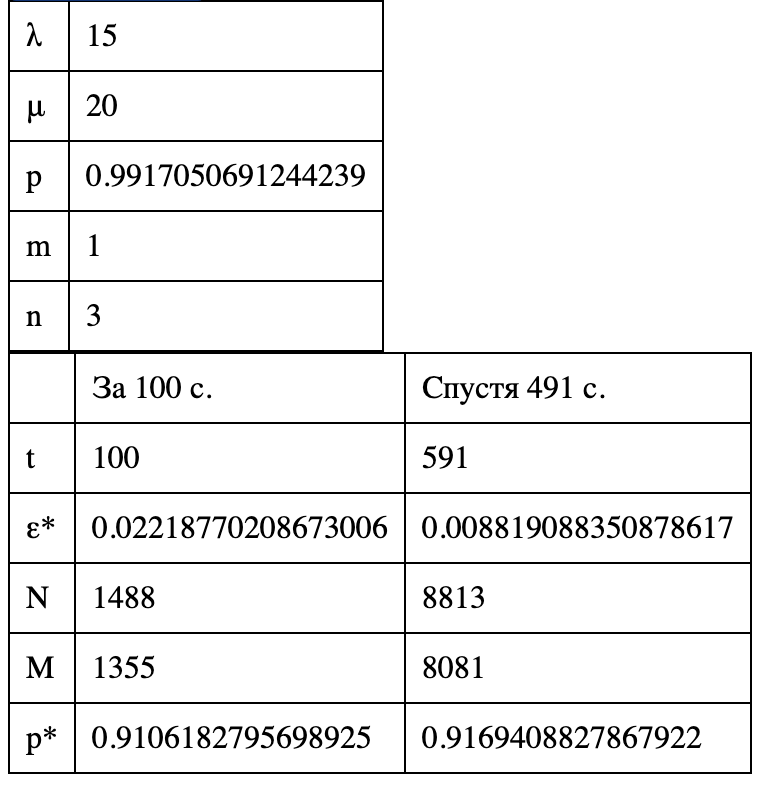 λ 15
μ 20
p 0.9917050691244239
m 1
n 3
За 100 с. Спустя 491 с.
t 100 591
ε* 0.02218770208673006 0.008819088350878617
N 1488 8813
M 1355 8081
p* 0.9106182795698925 0.9169408827867922